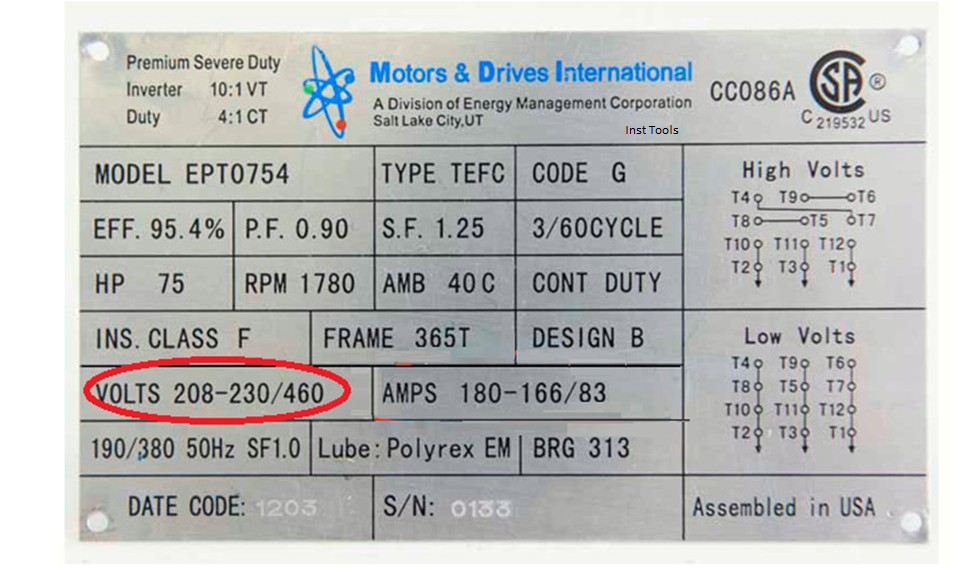 Premium Severe Duty
Inverter 10:1 VT
Duty 4:1 CT
Motors & Drives International
A Division of Energy Management Corporation
Salt Lake City,UT
Inst Tools
CC086A
SA ®
C 219532 US
MODEL EPT0754 TYPE TEFC CODE G
EFF. 95.4% P.F. 0.90 S.F. 1.25 3/60CYCLE
HP 75 RPM 1780 AMB 40C CONT DUTY
INS. CLASS F FRAME 365T DESIGN B
VOLTS 208-230/460 AMPS 180-166/83
190/380 50Hz SF1.0 Lube: Polyrex EM BRG 313
DATE CODE: 1203 S/N: 0133
High Volts
T4 T9 T6
T8 T5 T7
T10 T11 T12
T2 T3 T1
Low Volts
T4 T9 T6
T8 T5 T7
T10 T11 T12
T2 T3 T1
Assembled in USA